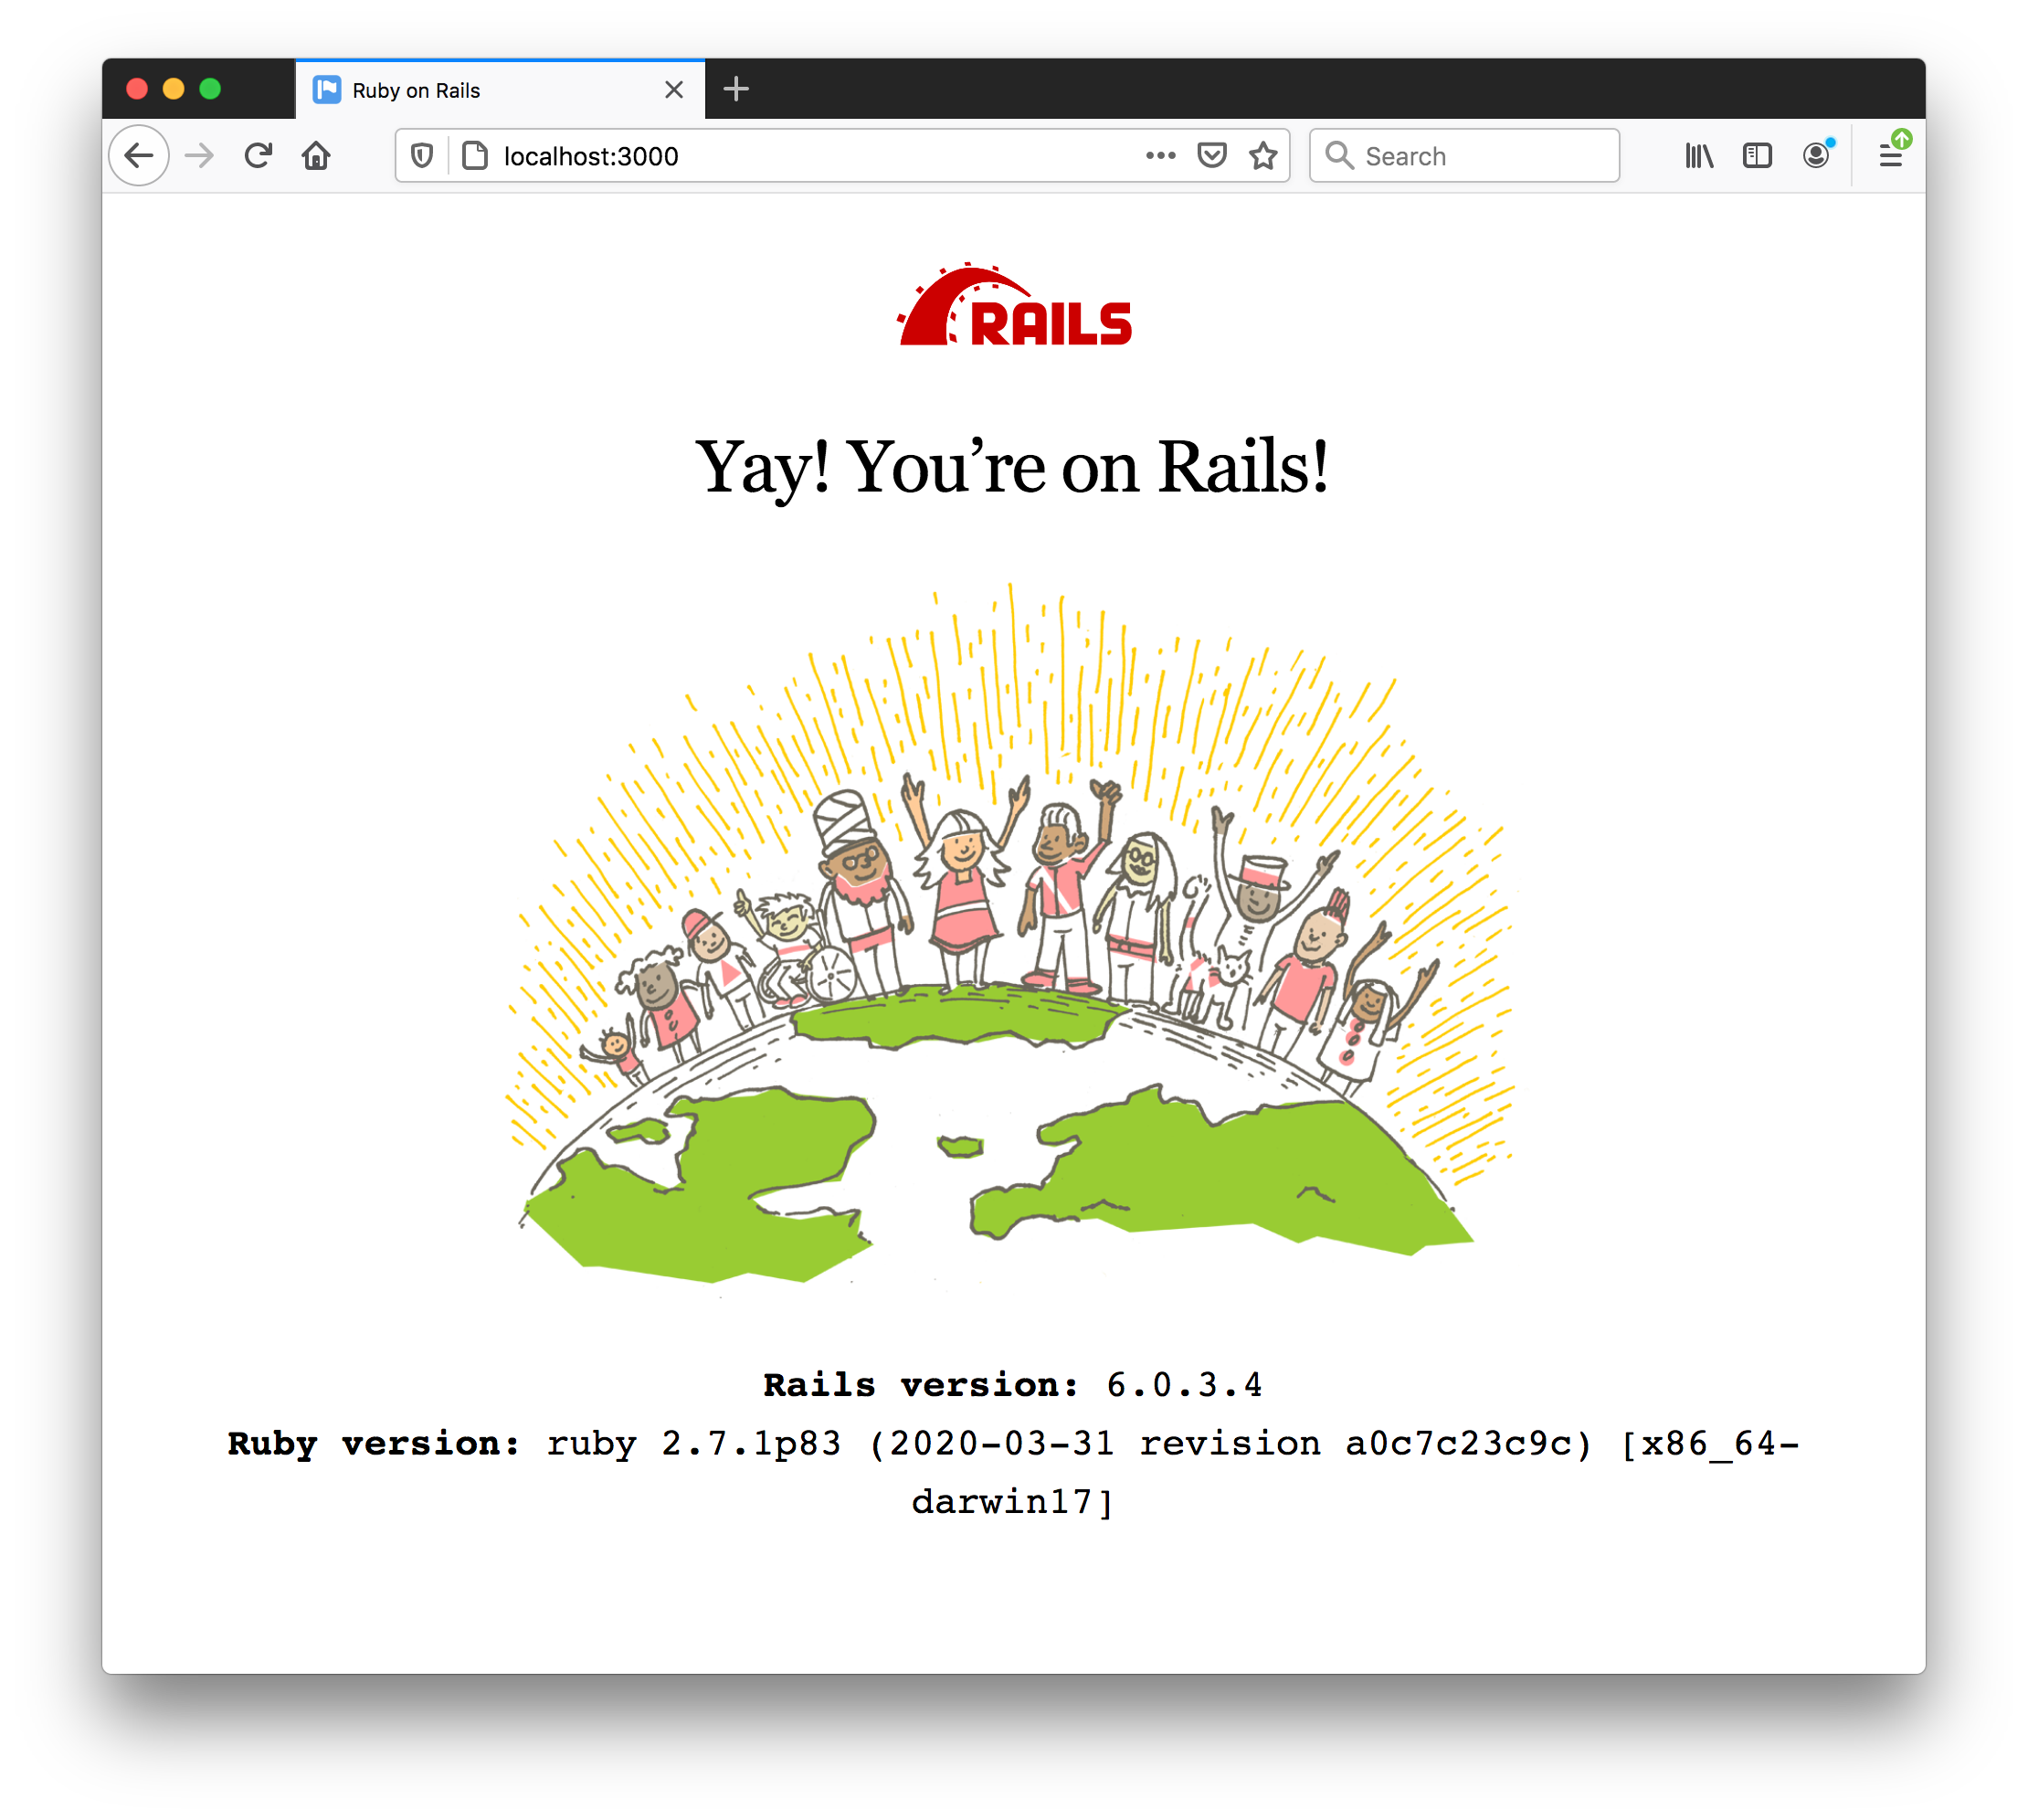 Ruby on Rails
localhost:3000
Search
RAILS
Yay! You’re on Rails!
Rails version: 6.0.3.4
Ruby version: ruby 2.7.1p83 (2020-03-31 revision a0c7c23c9c) [x86_64-
darwin17]